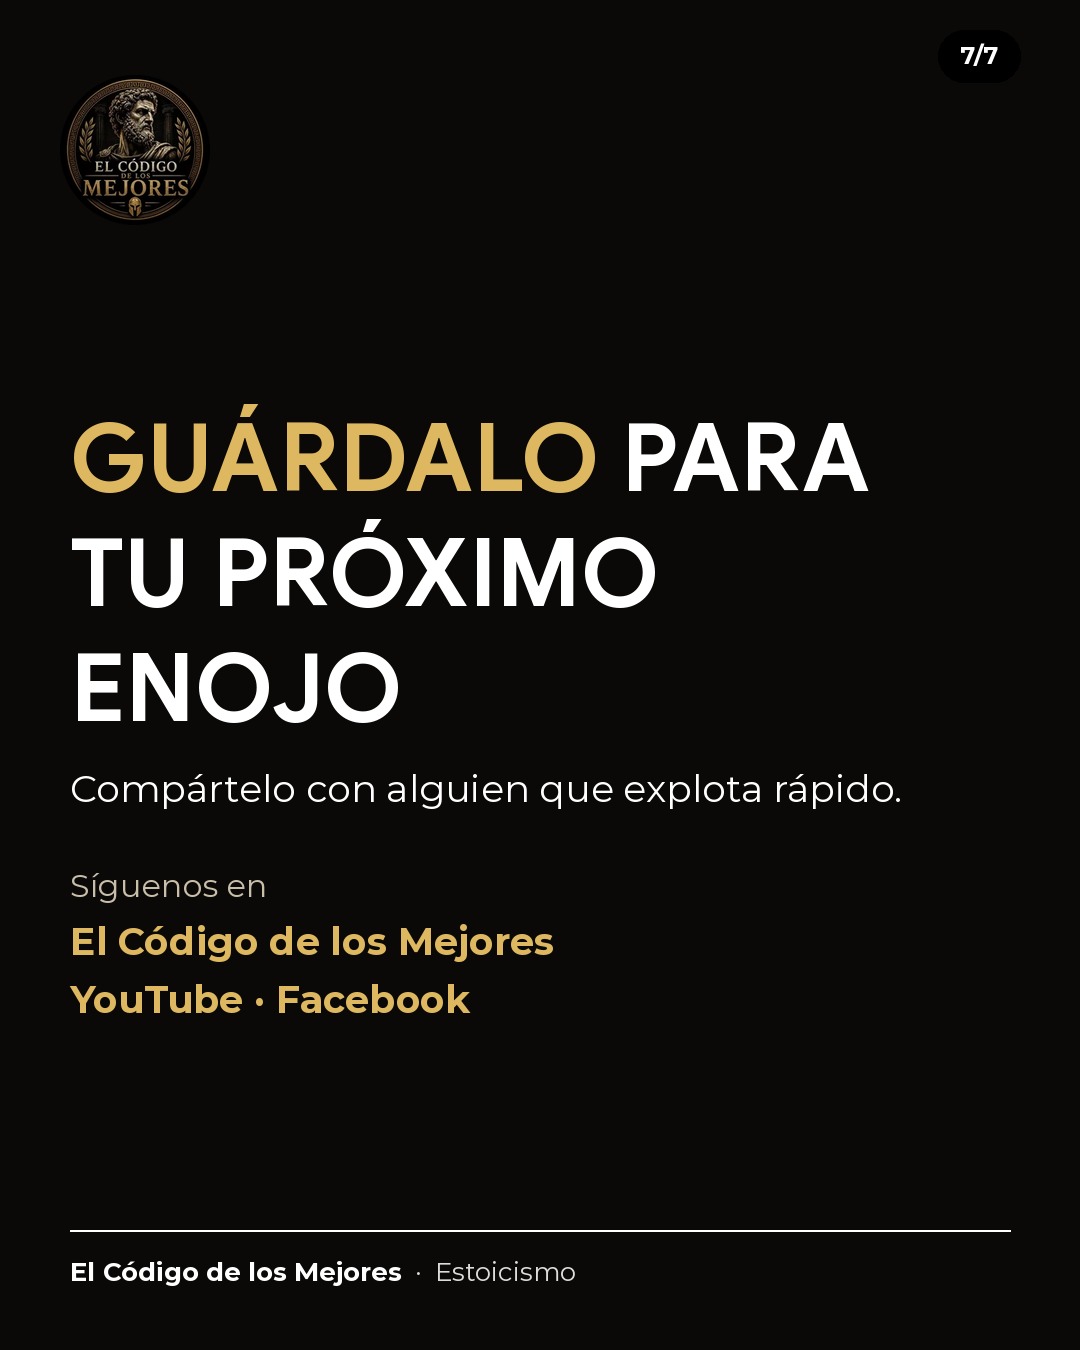 7/7
EL CÓDIGO
DE LOS
MEJORES
GUÁRDALO PARA
TU PRÓXIMO
ENOJO
Compártelo con alguien que explota rápido.
Síguenos en
El Código de los Mejores
YouTube · Facebook
El Código de los Mejores · Estoicismo